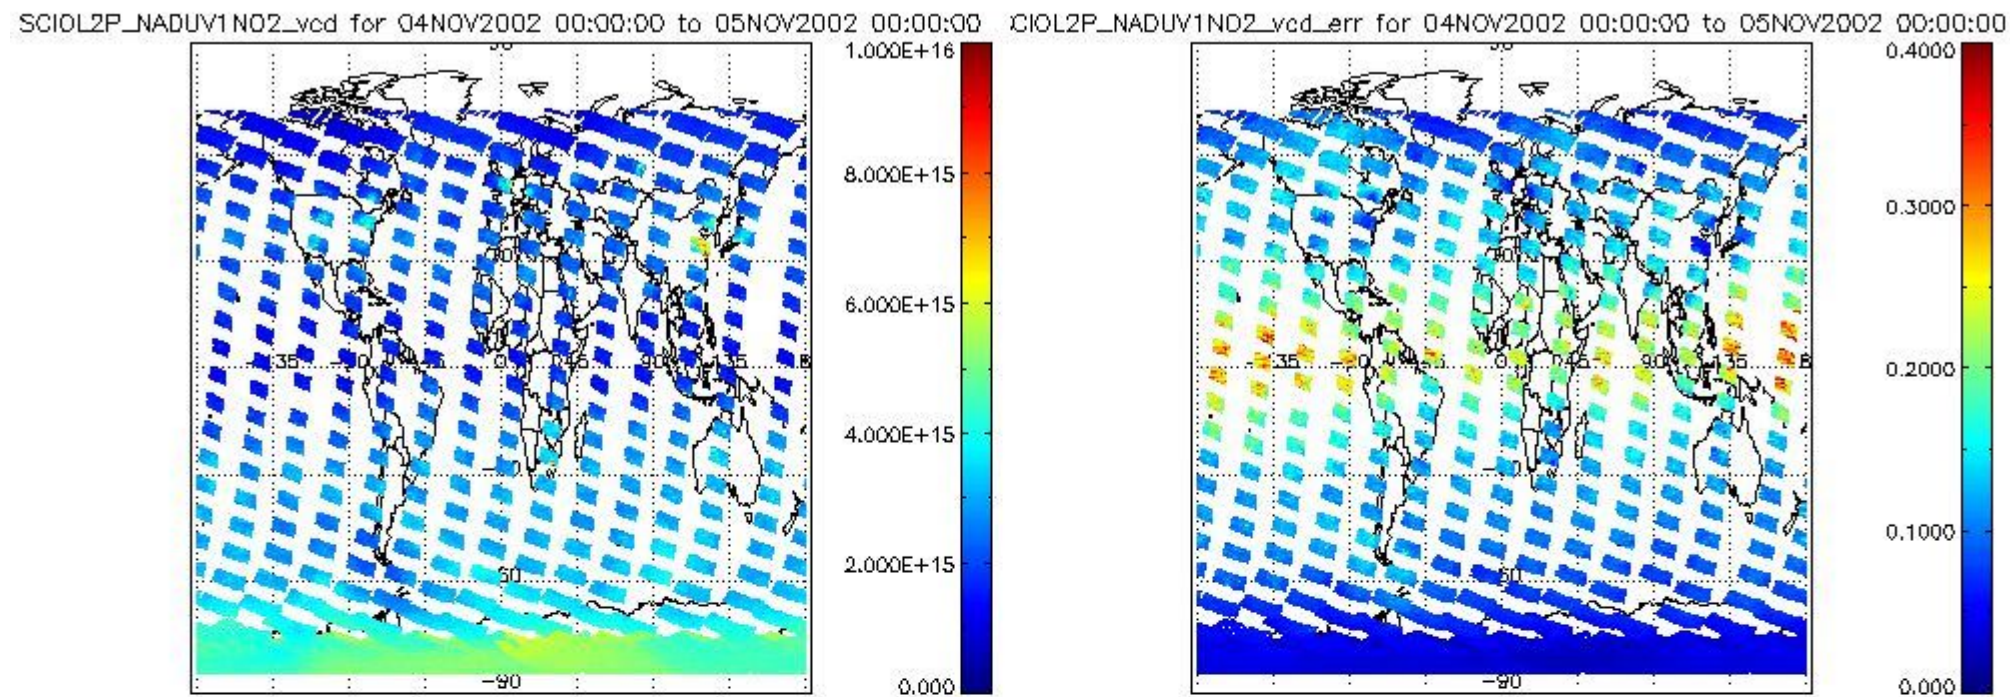 SCIOL2P_NADUV1NO2_vcd for 04NOV2002 00:00:00 to 05NOV2002 00:00:00
1.000E+16
8.000E+15
6.000E+15
4.000E+15
2.000E+15
0.000
-90
CIOL2P_NADUV1NO2_vcd_err for 04NOV2002 00:00:00 to 05NOV2002 00:00:00
0.4000
0.3000
0.2000
0.1000
0.000
-90